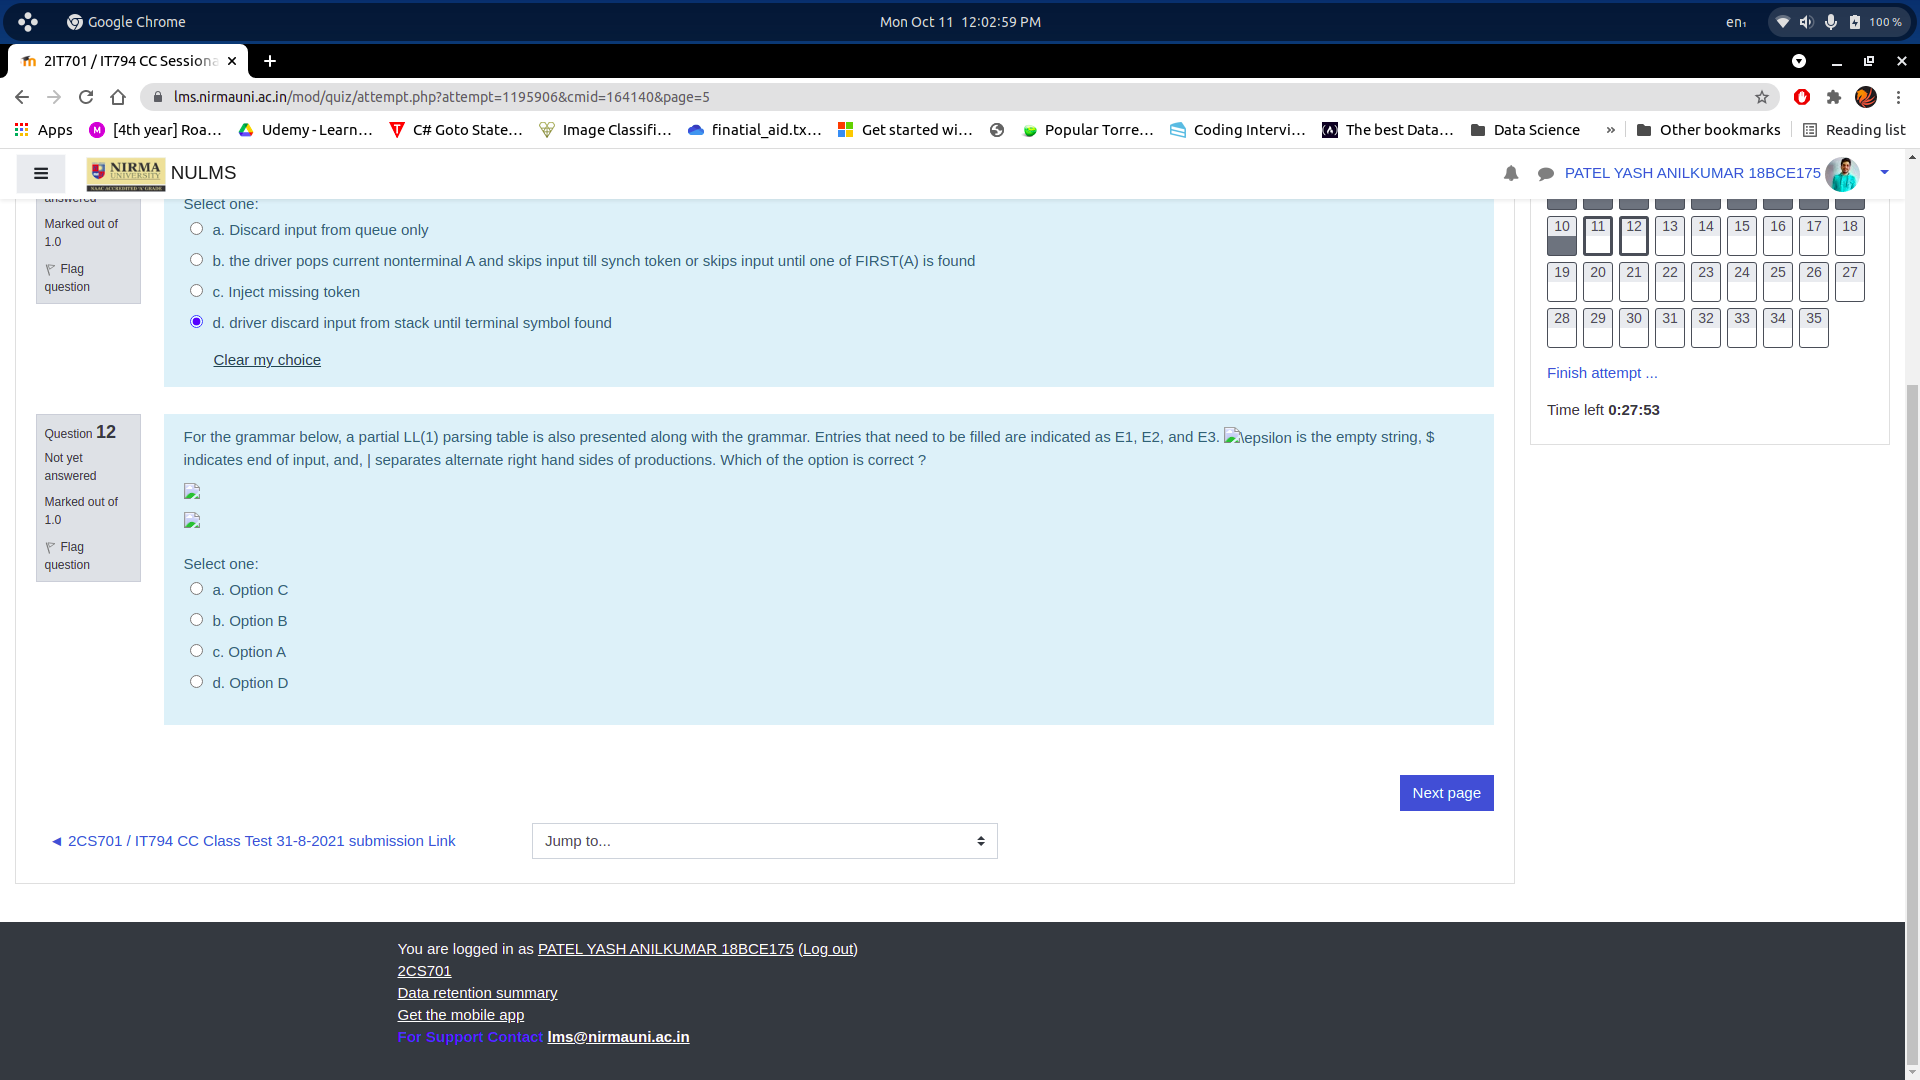 Google Chrome
Mon Oct 11 12:02:59 PM
en₁
100 %
2IT701 / IT794 CC Sessiona
lms.nirmauni.ac.in/mod/quiz/attempt.php?attempt=1195906&cmid=164140&page=5
Apps
[4th year] Roa...
Udemy - Learn...
C# Goto State...
Image Classifi...
finatial_aid.tx...
Get started wi...
Popular Torre...
Coding Intervi...
The best Data...
Data Science
»
Other bookmarks
Reading list
NIRMA
UNIVERSITY
NAAC ACCREDITED 'A' GRADE
NULMS
PATEL YASH ANILKUMAR 18BCE175
answered
Marked out of
1.0
Flag
question
Select one:
a. Discard input from queue only
b. the driver pops current nonterminal A and skips input till synch token or skips input until one of FIRST(A) is found
c. Inject missing token
d. driver discard input from stack until terminal symbol found
Clear my choice
10 11 12 13 14 15 16 17 18
19 20 21 22 23 24 25 26 27
28 29 30 31 32 33 34 35
Finish attempt ...
Time left 0:27:53
Question 12
Not yet
answered
Marked out of
1.0
Flag
question
For the grammar below, a partial LL(1) parsing table is also presented along with the grammar. Entries that need to be filled are indicated as E1, E2, and E3. \epsilon is the empty string, $
indicates end of input, and, | separates alternate right hand sides of productions. Which of the option is correct ?
Select one:
a. Option C
b. Option B
c. Option A
d. Option D
Next page
◄ 2CS701 / IT794 CC Class Test 31-8-2021 submission Link
Jump to...
You are logged in as PATEL YASH ANILKUMAR 18BCE175 (Log out)
2CS701
Data retention summary
Get the mobile app
For Support Contact lms@nirmauni.ac.in